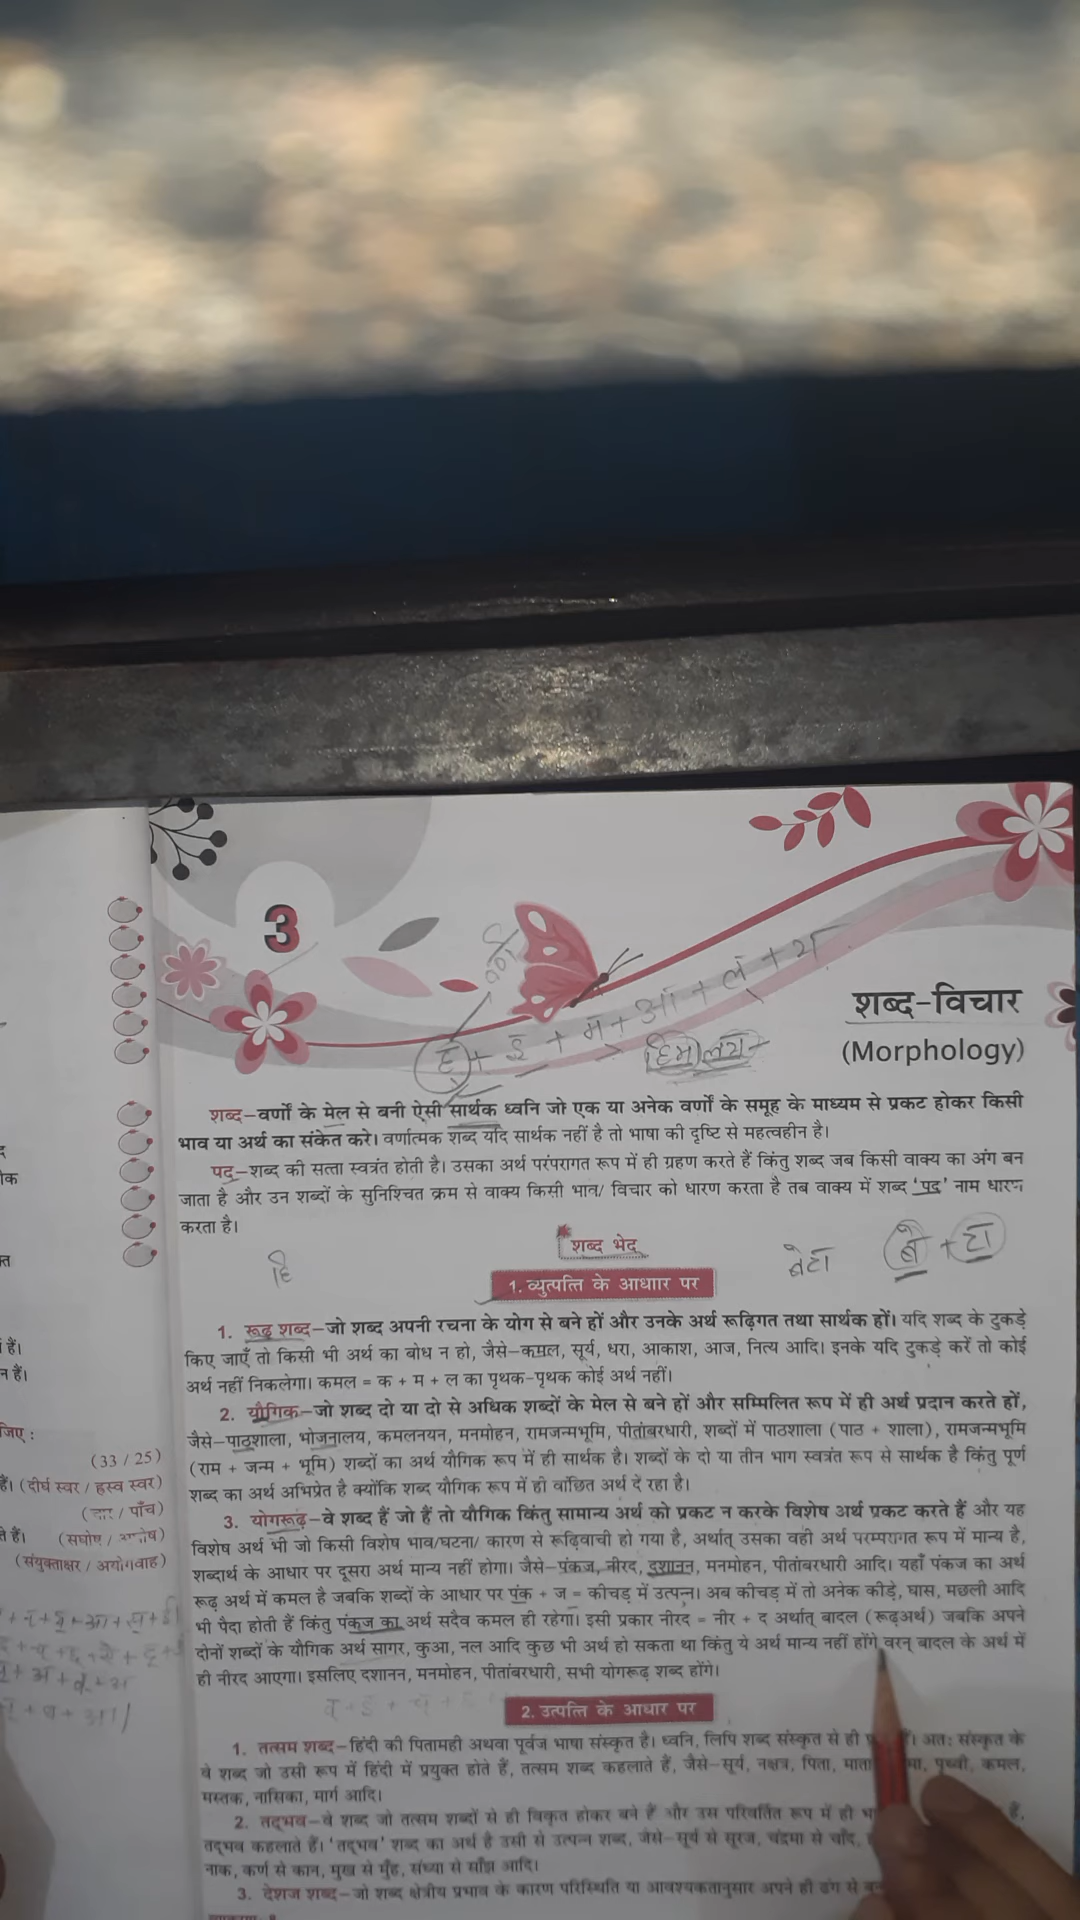 3
वर्ण
ह + इ + म + आ + ल + य
हिमालय
शब्द-विचार
(Morphology)
शब्द–वर्णों के मेल से बनी ऐसी सार्थक ध्वनि जो एक या अनेक वर्णों के समूह के माध्यम से प्रकट होकर किसी
भाव या अर्थ का संकेत करे। वर्णात्मक शब्द यदि सार्थक नहीं है तो भाषा की दृष्टि से महत्वहीन है।
पद–शब्द की सत्ता स्वत्रंत होती है। उसका अर्थ परंपरागत रूप में ही ग्रहण करते हैं किंतु शब्द जब किसी वाक्य का अंग बन
जाता है और उन शब्दों के सुनिश्चित क्रम से वाक्य किसी भाव/ विचार को धारण करता है तब वाक्य में शब्द ‘पद’ नाम धारण
करता है।
शब्द भेद
हि
बेटा बे + टा
1. व्युत्पत्ति के आधाार पर
1. रूढ़ शब्द–जो शब्द अपनी रचना के योग से बने हों और उनके अर्थ रूढ़िगत तथा सार्थक हों। यदि शब्द के टुकड़े
किए जाएँ तो किसी भी अर्थ का बोध न हो, जैसे–कमल, सूर्य, धरा, आकाश, आज, नित्य आदि। इनके यदि टुकड़े करें तो कोई
अर्थ नहीं निकलेगा। कमल = क + म + ल का पृथक-पृथक कोई अर्थ नहीं।
2. यौगिक–जो शब्द दो या दो से अधिक शब्दों के मेल से बने हों और सम्मिलित रूप में ही अर्थ प्रदान करते हों,
जैसे–पाठशाला, भोजनालय, कमलनयन, मनमोहन, रामजन्मभूमि, पीतांबरधारी, शब्दों में पाठशाला (पाठ + शाला), रामजन्मभूमि
(राम + जन्म + भूमि) शब्दों का अर्थ यौगिक रूप में ही सार्थक है। शब्दों के दो या तीन भाग स्वत्रंत रूप से सार्थक है किंतु पूर्ण
शब्द का अर्थ अभिप्रेत है क्योंकि शब्द यौगिक रूप में ही वांछित अर्थ दे रहा है।
3. योगरूढ़–वे शब्द हैं जो हैं तो यौगिक किंतु सामान्य अर्थ को प्रकट न करके विशेष अर्थ प्रकट करते हैं और यह
विशेष अर्थ भी जो किसी विशेष भाव/घटना/ कारण से रूढ़िवाची हो गया है, अर्थात् उसका वही अर्थ परम्परागत रूप में मान्य है,
शब्दार्थ के आधार पर दूसरा अर्थ मान्य नहीं होगा। जैसे–पंकज, नीरद, दशानन, मनमोहन, पीतांबरधारी आदि। यहाँ पंकज का अर्थ
रूढ़ अर्थ में कमल है जबकि शब्दों के आधार पर पंक + ज = कीचड़ में उत्पन्न। अब कीचड़ में तो अनेक कीड़े, घास, मछली आदि
भी पैदा होती हैं किंतु पंकज का अर्थ सदैव कमल ही रहेगा। इसी प्रकार नीरद = नीर + द अर्थात् बादल (रूढ़अर्थ) जबकि अपने
दोनों शब्दों के यौगिक अर्थ सागर, कुआ, नल आदि कुछ भी अर्थ हो सकता था किंतु ये अर्थ मान्य नहीं होंगे वरन् बादल के अर्थ में
ही नीरद आएगा। इसलिए दशानन, मनमोहन, पीतांबरधारी, सभी योगरूढ़ शब्द होंगे।
2. उत्पत्ति के आधार पर
1. तत्सम शब्द–हिंदी की पितामही अथवा पूर्वज भाषा संस्कृत है। ध्वनि, लिपि शब्द संस्कृत से ही अतः संस्कृत के
वे शब्द जो उसी रूप में हिंदी में प्रयुक्त होते हैं, तत्सम शब्द कहलाते हैं, जैसे–सूर्य, नक्षत्र, पिता, माता पृथ्वी, कमल,
मस्तक, नासिका, मार्ग आदि।
2. तद्भव–वे शब्द जो तत्सम शब्दों से ही विकृत होकर बने हैं और उस परिवर्तित रूप में ही हैं,
तद्भव कहलाते हैं। ‘तद्भव’ शब्द का अर्थ है उसी से उत्पन्न शब्द, जैसे–सूर्य से सूरज, चंद्रमा से चाँद,
नाक, कर्ण से कान, मुख से मुँह, संध्या से साँझ आदि।
3. देशज शब्द–जो शब्द क्षेत्रीय प्रभाव के कारण परिस्थिति या आवश्यकतानुसार अपने ही ढंग से
हैं।
(33 / 25)
हैं। (दीर्घ स्वर / ह्रस्व स्वर)
(चार / पाँच)
(सघोष / अघोष)
(संयुक्ताक्षर / अयोगवाह)